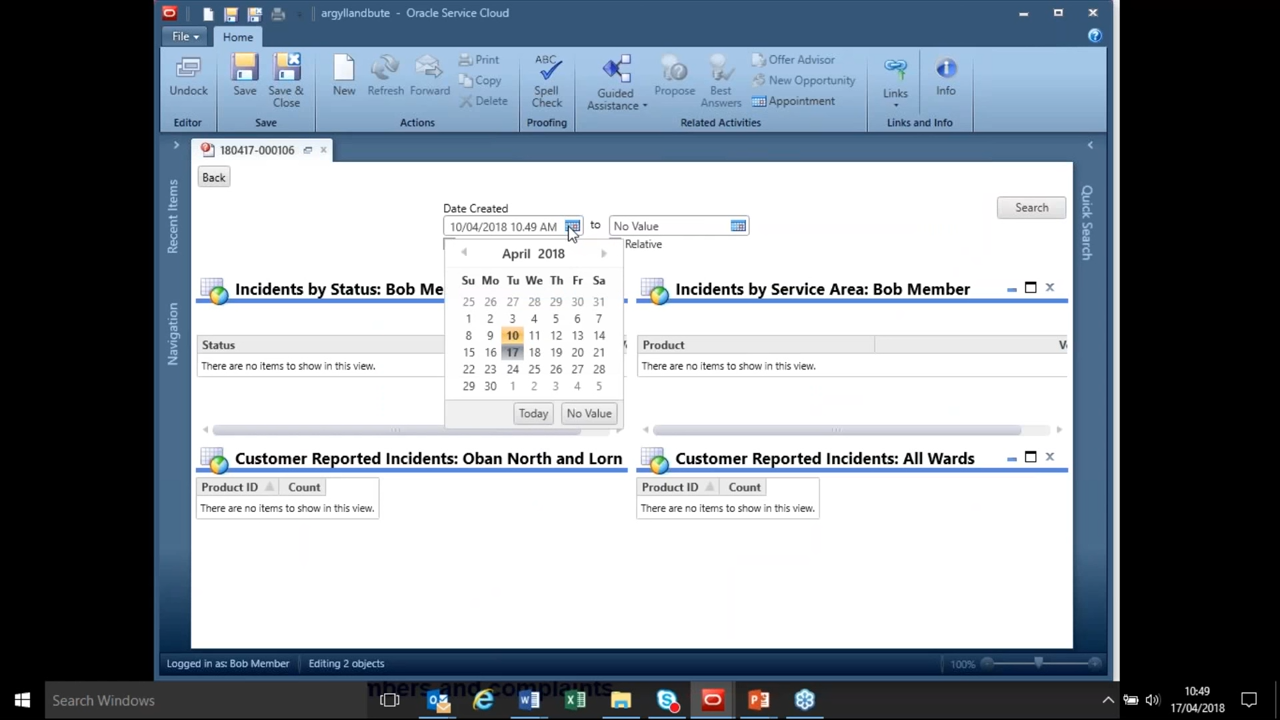 argyllandbute - Oracle Service Cloud
File
Home
Undock
Save
Save & Close
New
Refresh
Forward
Print
Copy
Delete
ABC
Spell Check
Guided Assistance
Propose
Best Answers
Offer Advisor
New Opportunity
Appointment
Links
Info
Editor
Save
Actions
Proofing
Related Activities
Links and Info
180417-000106
Recent Items
Navigation
Quick Search
Back
Date Created
10/04/2018 10.49 AM
to
No Value
Relative
Search
April 2018
Su Mo Tu We Th Fr Sa
25 26 27 28 29 30 31
1 2 3 4 5 6 7
8 9 10 11 12 13 14
15 16 17 18 19 20 21
22 23 24 25 26 27 28
29 30 1 2 3 4 5
Today
No Value
Incidents by Status: Bob Me
Status
There are no items to show in this view.
Incidents by Service Area: Bob Member
Product
There are no items to show in this view.
Customer Reported Incidents: Oban North and Lorn
Product ID Count
There are no items to show in this view.
Customer Reported Incidents: All Wards
Product ID Count
There are no items to show in this view.
Logged in as: Bob Member
Editing 2 objects
100%
mbers and complaints
Search Windows
10:49
17/04/2018